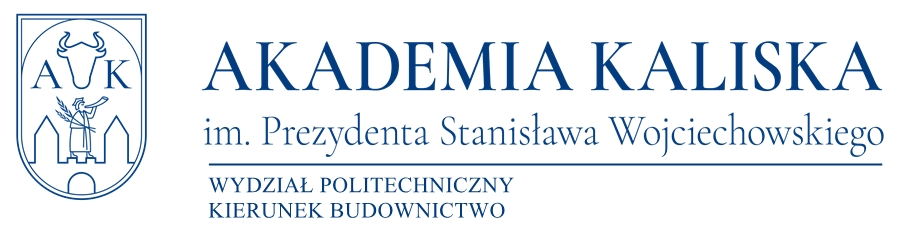 A K
AKADEMIA KALISKA
im. Prezydenta Stanisława Wojciechowskiego
WYDZIAŁ POLITECHNICZNY
KIERUNEK BUDOWNICTWO